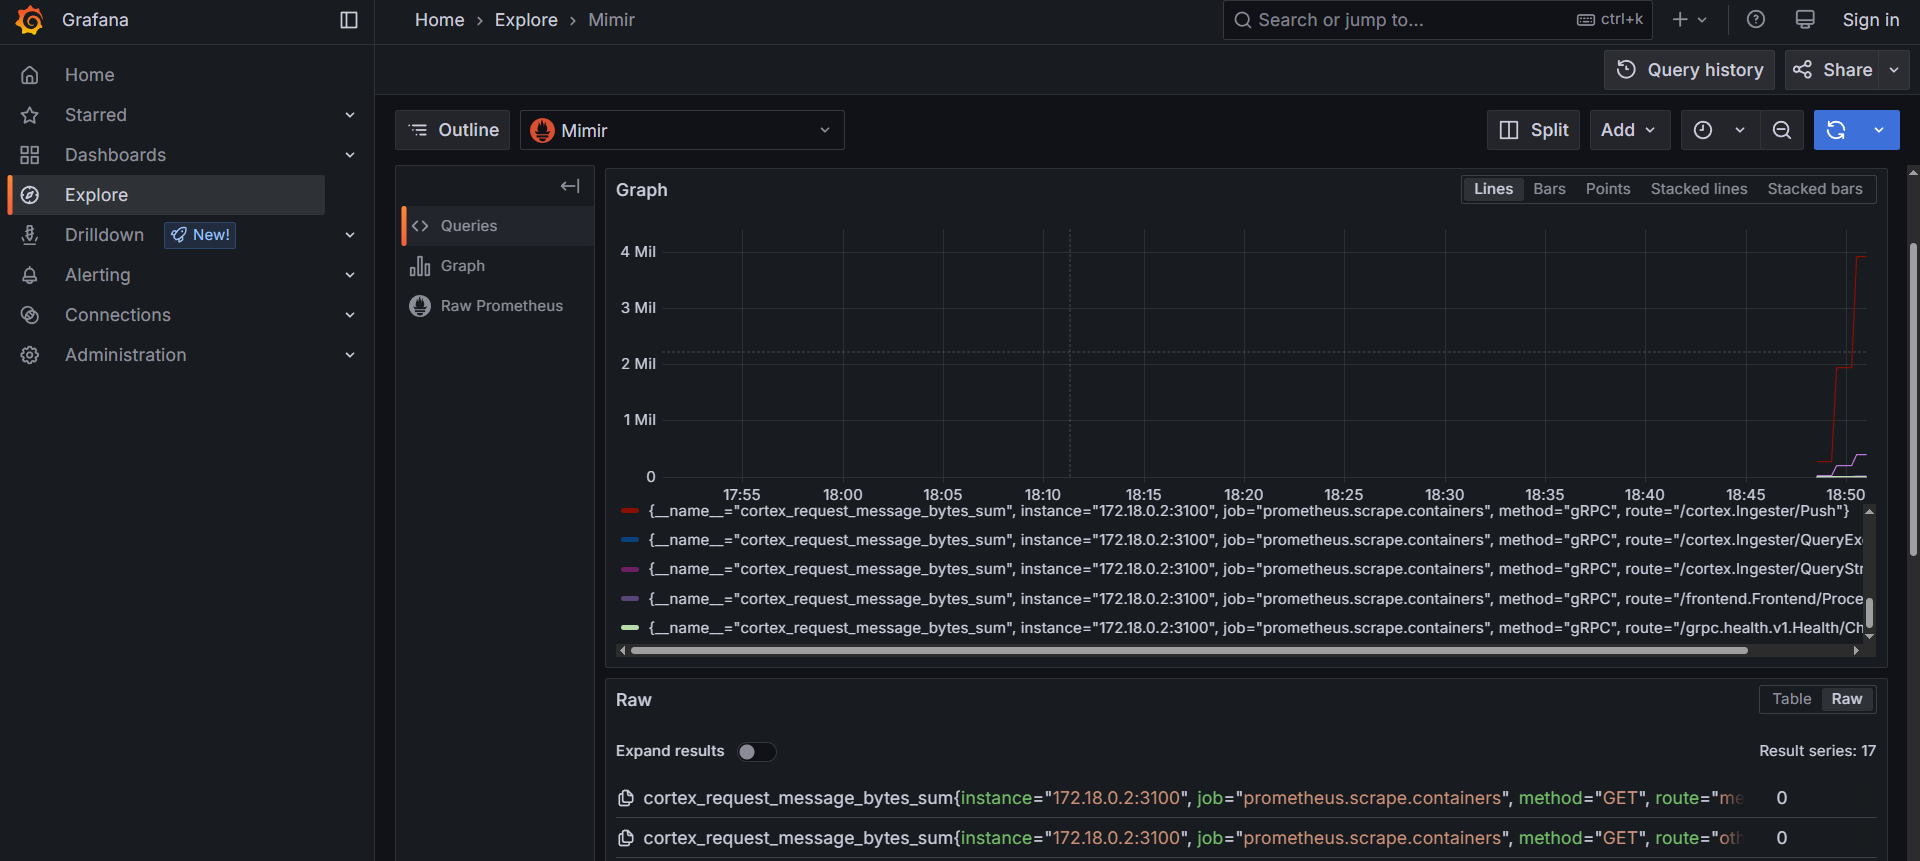 Grafana
Home › Explore › Mimir
Search or jump to... ctrl+k
Sign in
Home
Starred
Dashboards
Explore
Drilldown New!
Alerting
Connections
Administration
Query history
Share
Outline
Mimir
Split
Add
Queries
Graph
Raw Prometheus
Graph
Lines Bars Points Stacked lines Stacked bars
4 Mil
3 Mil
2 Mil
1 Mil
0
17:55 18:00 18:05 18:10 18:15 18:20 18:25 18:30 18:35 18:40 18:45 18:50
{__name__="cortex_request_message_bytes_sum", instance="172.18.0.2:3100", job="prometheus.scrape.containers", method="gRPC", route="/cortex.Ingester/Push"}
{__name__="cortex_request_message_bytes_sum", instance="172.18.0.2:3100", job="prometheus.scrape.containers", method="gRPC", route="/cortex.Ingester/QueryEx
{__name__="cortex_request_message_bytes_sum", instance="172.18.0.2:3100", job="prometheus.scrape.containers", method="gRPC", route="/cortex.Ingester/QueryStr
{__name__="cortex_request_message_bytes_sum", instance="172.18.0.2:3100", job="prometheus.scrape.containers", method="gRPC", route="/frontend.Frontend/Proce
{__name__="cortex_request_message_bytes_sum", instance="172.18.0.2:3100", job="prometheus.scrape.containers", method="gRPC", route="/grpc.health.v1.Health/Ch
Raw
Table Raw
Expand results
Result series: 17
cortex_request_message_bytes_sum{instance="172.18.0.2:3100", job="prometheus.scrape.containers", method="GET", route="me 0
cortex_request_message_bytes_sum{instance="172.18.0.2:3100", job="prometheus.scrape.containers", method="GET", route="oth 0